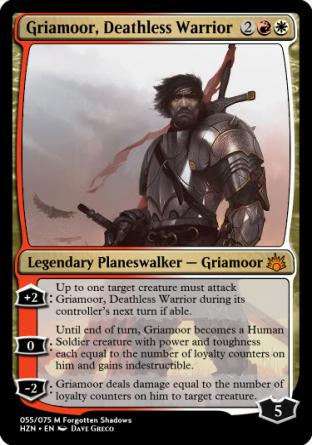 Griamoor, Deathless Warrior 2
Legendary Planeswalker — Griamoor
+2 : Up to one target creature must attack
Griamoor, Deathless Warrior during its
controller's next turn if able.
0 : Until end of turn, Griamoor becomes a Human
Soldier creature with power and toughness
each equal to the number of loyalty counters on
him and gains indestructible.
-2 : Griamoor deals damage equal to the number of
loyalty counters on him to target creature.
5
055/075 M Forgotten Shadows
HZN • EN Dave Greco